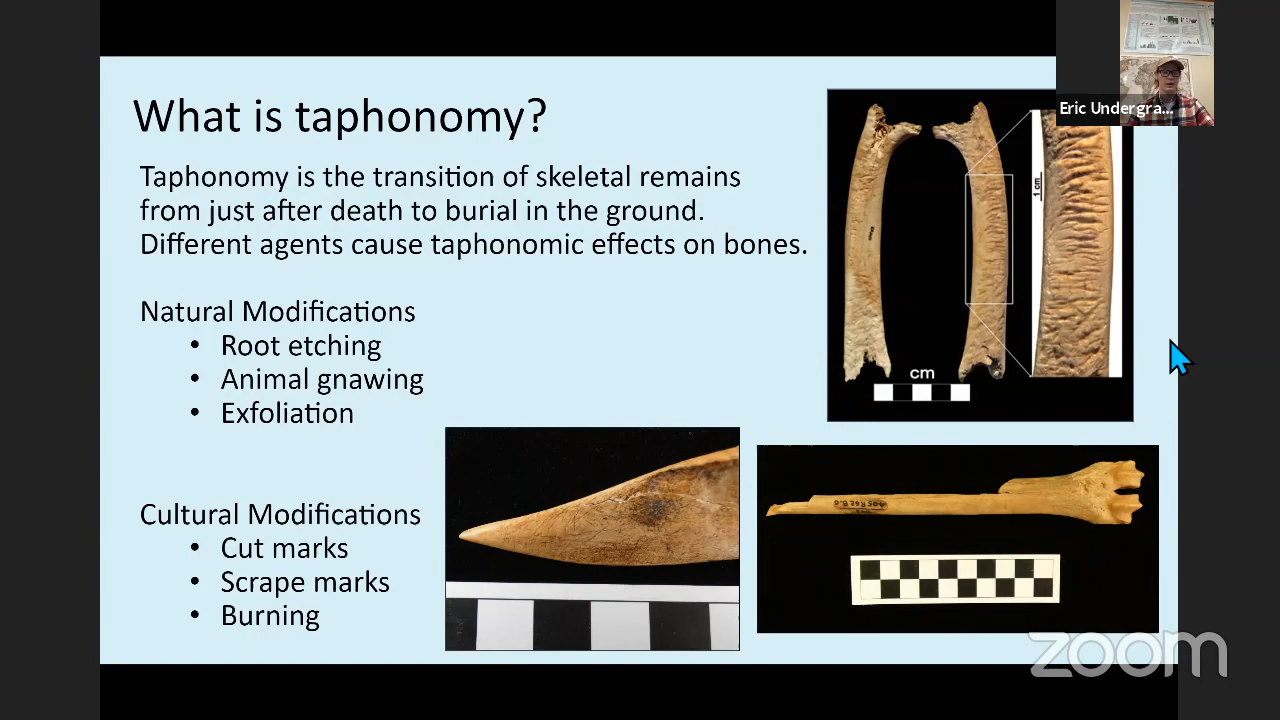 What is taphonomy?
Taphonomy is the transition of skeletal remains
from just after death to burial in the ground.
Different agents cause taphonomic effects on bones.
Natural Modifications
• Root etching
• Animal gnawing
• Exfoliation
Cultural Modifications
• Cut marks
• Scrape marks
• Burning
Eric Undergra...
1 cm
cm
zoom